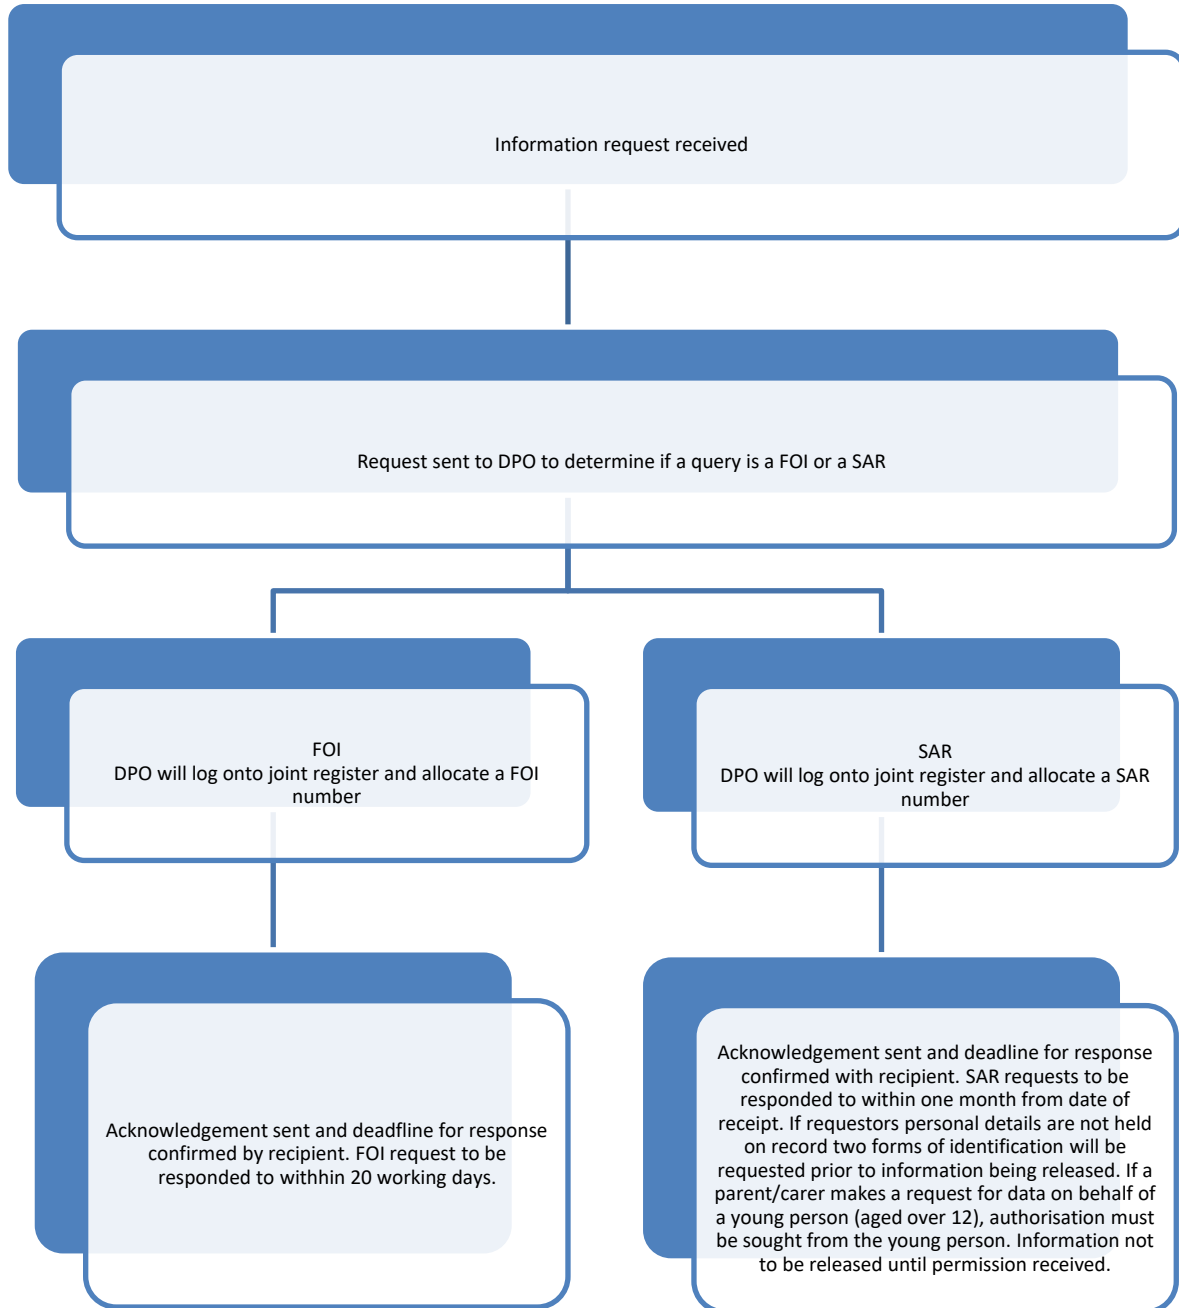 Information request received
Request sent to DPO to determine if a query is a FOI or a SAR
FOI
DPO will log onto joint register and allocate a FOI
number
SAR
DPO will log onto joint register and allocate a SAR
number
Acknowledgement sent and deadfline for response
confirmed by recipient. FOI request to be
responded to withhin 20 working days.
Acknowledgement sent and deadline for response
confirmed with recipient. SAR requests to be
responded to within one month from date of
receipt. If requestors personal details are not held
on record two forms of identification will be
requested prior to information being released. If a
parent/carer makes a request for data on behalf of
a young person (aged over 12), authorisation must
be sought from the young person. Information not
to be released until permission received.